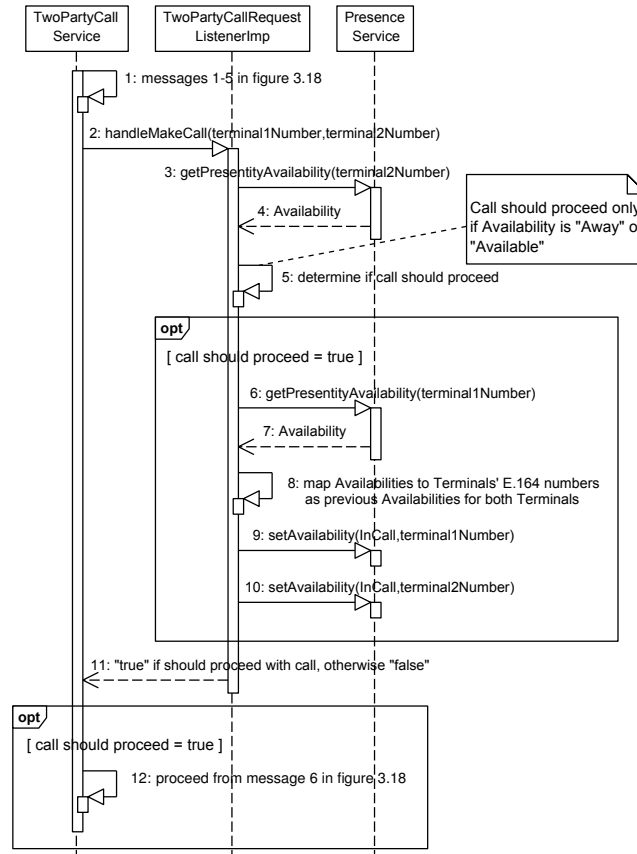 TwoPartyCall
Service
TwoPartyCallRequest
ListenerImp
Presence
Service
1: messages 1-5 in figure 3.18
2: handleMakeCall(terminal1Number,terminal2Number)
3: getPresentityAvailability(terminal2Number)
4: Availability
Call should proceed only
if Availability is "Away" o
"Available"
5: determine if call should proceed
opt
[ call should proceed = true ]
6: getPresentityAvailability(terminal1Number)
7: Availability
8: map Availabilities to Terminals' E.164 numbers
as previous Availabilities for both Terminals
9: setAvailability(InCall,terminal1Number)
10: setAvailability(InCall,terminal2Number)
11: "true" if should proceed with call, otherwise "false"
opt
[ call should proceed = true ]
12: proceed from message 6 in figure 3.18